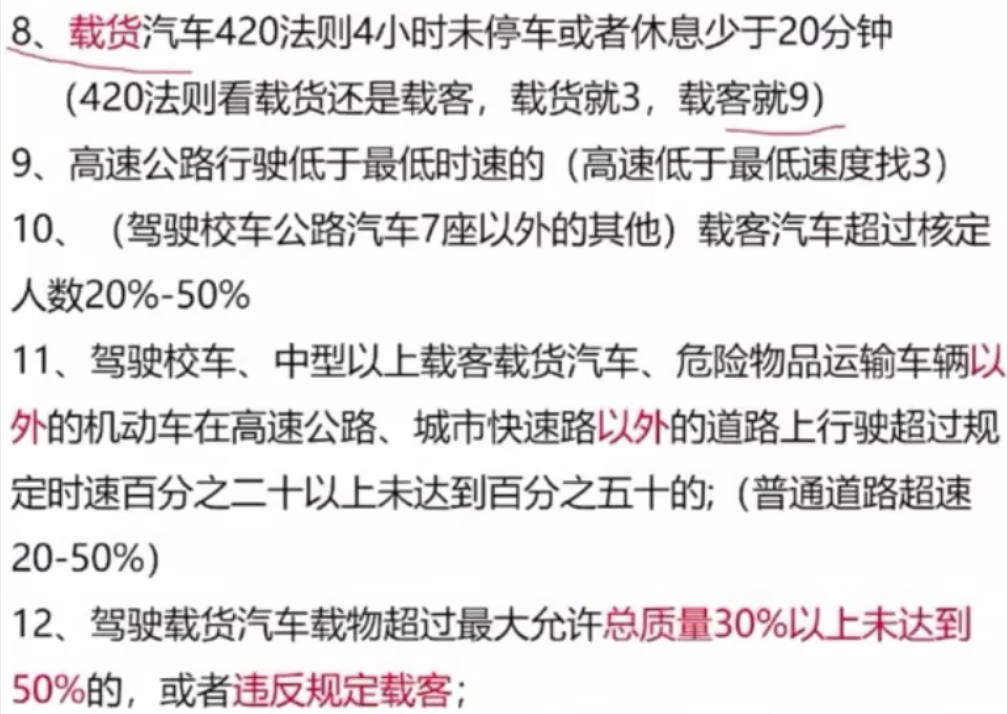 8、载货汽车420法则4小时未停车或者休息少于20分钟
（420法则看载货还是载客，载货就3，载客就9）
9、高速公路行驶低于最低时速的（高速低于最低速度找3）
10、（驾驶校车公路汽车7座以外的其他）载客汽车超过核定
人数20%-50%
11、驾驶校车、中型以上载客载货汽车、危险物品运输车辆以
外的机动车在高速公路、城市快速路以外的道路上行驶超过规
定时速百分之二十以上未达到百分之五十的;（普通道路超速
20-50%）
12、驾驶载货汽车载物超过最大允许总质量30%以上未达到
50%的，或者违反规定载客；